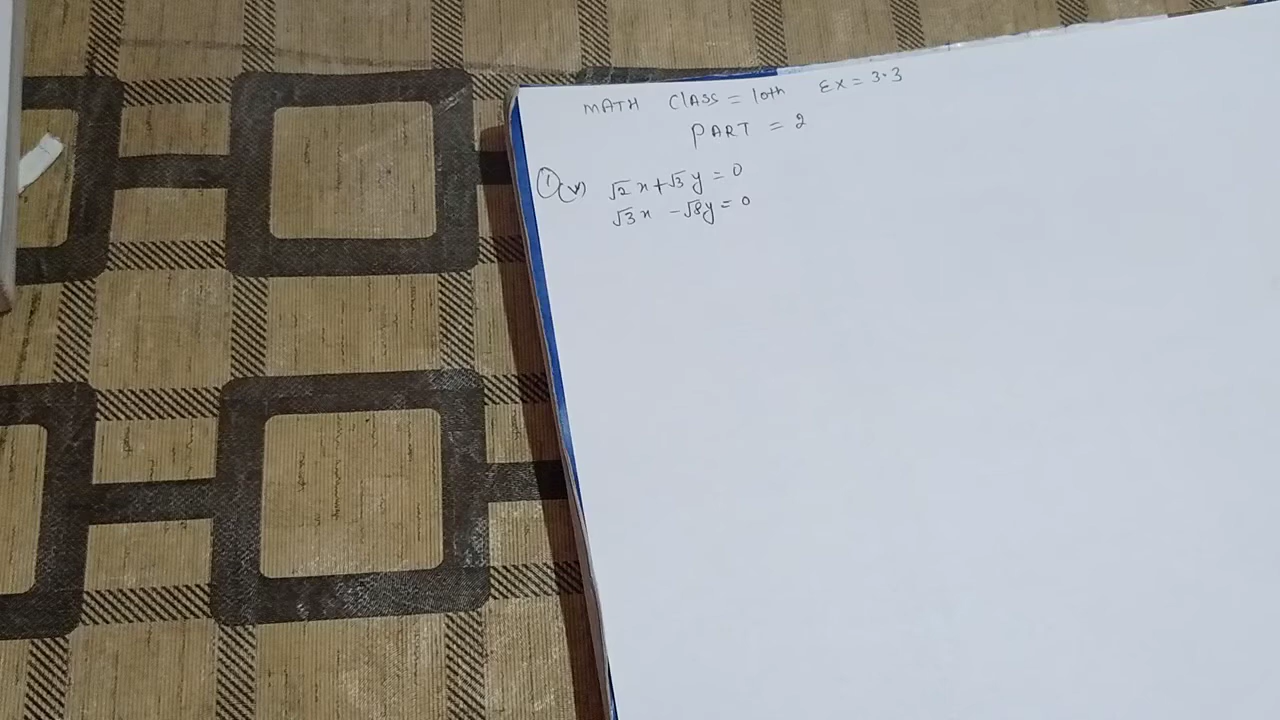 MATH CLASS = 10th EX = 3.3
PART = 2
① (v) √2 x + √3 y = 0
√3 x - √8 y = 0